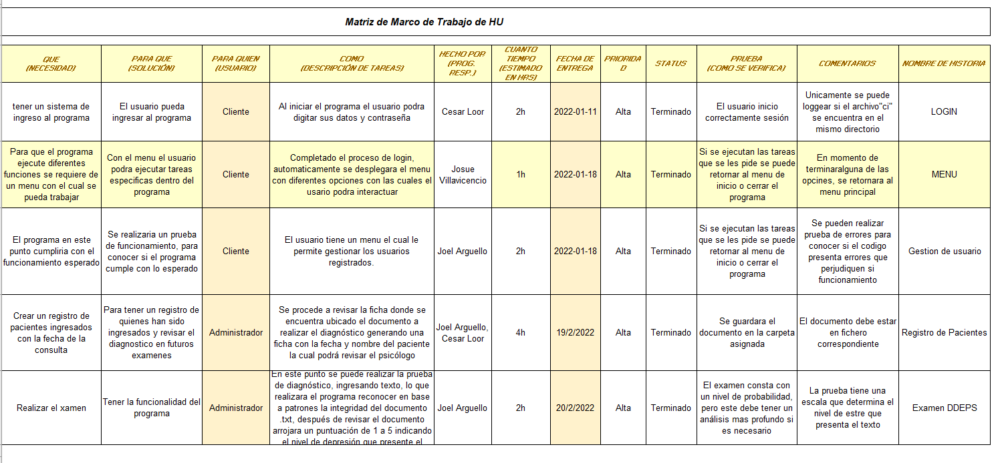 Matriz de Marco de Trabajo de HU
QUE
(NECESIDAD)
PARA QUE
(SOLUCIÓN)
PARA QUIEN
(USUARIO)
COMO
(DESCRIPCIÓN DE TAREAS)
HECHO POR
(PROG.
RESP.)
CUANTO
TIEMPO
(ESTIMADO
EN HRS)
FECHA DE
ENTREGA
PRIORIDA
D
STATUS
PRUEBA
(COMO SE VERIFICA)
COMENTARIOS
NOMBRE DE HISTORIA
tener un sistema de
ingreso al programa
El usuario pueda
ingresar al programa
Cliente
Al iniciar el programa el usuario podra
digitar sus datos y contraseña
Cesar Loor
2h
2022-01-11
Alta
Terminado
El usuario inicio
correctamente sesión
Unicamente se puede
loggear si el archivo"ci"
se encuentra en el
mismo directorio
LOGIN
Para que el programa
ejecute diferentes
funciones se requiere de
un menu con el cual se
pueda trabajar
Con el menu el usuario
podra ejecutar tareas
especificas dentro del
programa
Cliente
Completado el proceso de login,
automaticamente se desplegara el menu
con diferentes opciones con las cuales el
usario podra interactuar
Josue
Villavicencio
1h
2022-01-18
Alta
Terminado
Si se ejecutan las tareas
que se les pide se puede
retornar al menu de
inicio o cerrar el
programa
En momento de
terminaralguna de las
opcines, se retornara al
menu principal
MENU
El programa en este
punto cumpliria con el
funcionamiento esperado
Se realizaria un prueba
de funcionamiento, para
conocer si el programa
cumple con lo esperado
Cliente
El usuario tiene un menu el cual le
permite gestionar los usuarios
registrados.
Joel Arguello
2h
2022-01-18
Alta
Terminado
Si se ejecutan las tareas
que se les pide se puede
retornar al menu de
inicio o cerrar el
programa
Se pueden realizar
prueba de errores para
conocer si el codigo
presenta errores que
perjudiquen si
funcionamiento
Gestion de usuario
Crear un registro de
pacientes ingresados
con la fecha de la
consulta
Para tener un registro de
quienes han sido
ingresados y revisar el
diagnostico en futuros
examenes
Administrador
Se procede a revisar la ficha donde se
encuentra ubicado el documento a
realizar el diagnóstico generando una
ficha con la fecha y nombre del paciente
la cual podrá revisar el psicólogo
Joel Arguello,
Cesar Loor
4h
19/2/2022
Alta
Terminado
Se guardara el
documento en la carpeta
asignada
El documento debe estar
en fichero
correspondiente
Registro de Pacientes
Realizar el xamen
Tener la funcionalidad del
programa
Administrador
En este punto se puede realizar la prueba
de diagnóstico, ingresando texto, lo que
realizara el programa reconocer en base
a patrones la integridad del documento
.txt, después de revisar el documento
arrojara un puntuación de 1 a 5 indicando
el nivel de depresión que presente el
Joel Arguello
2h
20/2/2022
Alta
Terminado
El examen consta con
un nivel de probabilidad,
pero este debe tener un
análisis mas profundo si
es necesario
La prueba tiene una
escala que determina el
nivel de estre que
presenta el texto
Examen DDEPS